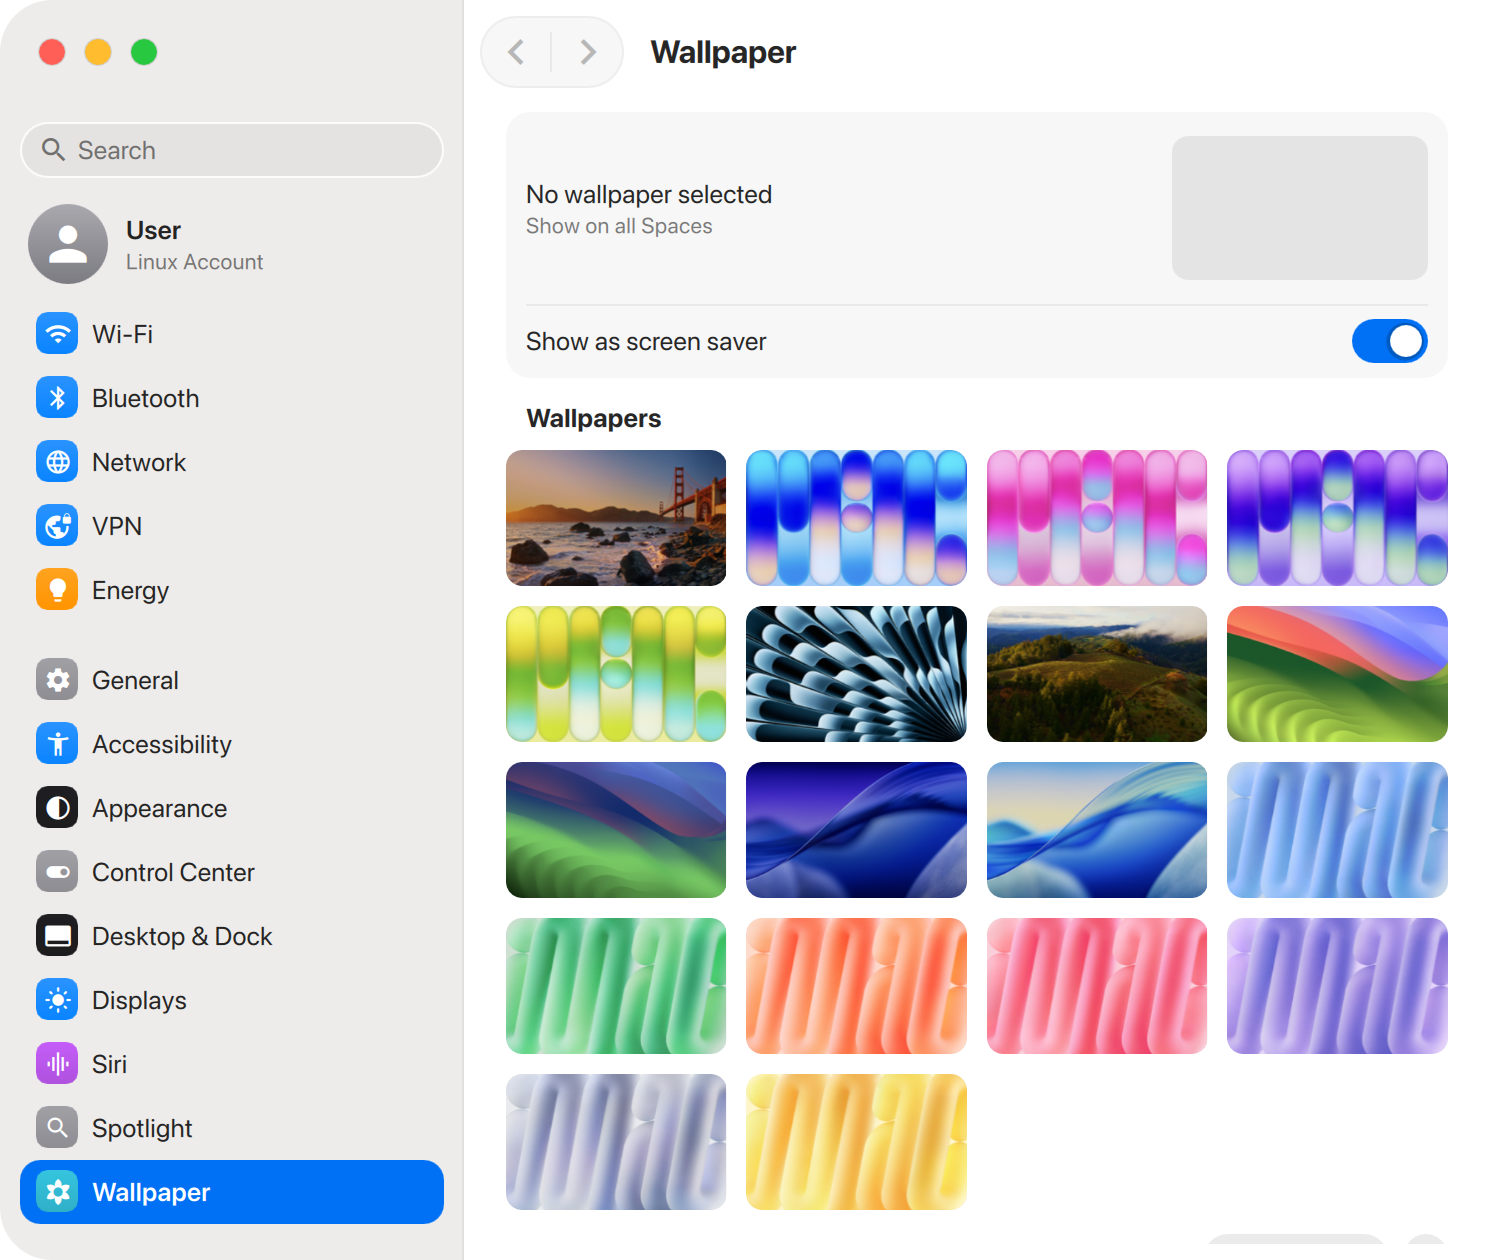 Wallpaper
Search
User
Linux Account
Wi-Fi
Bluetooth
Network
VPN
Energy
General
Accessibility
Appearance
Control Center
Desktop & Dock
Displays
Siri
Spotlight
Wallpaper
No wallpaper selected
Show on all Spaces
Show as screen saver
Wallpapers